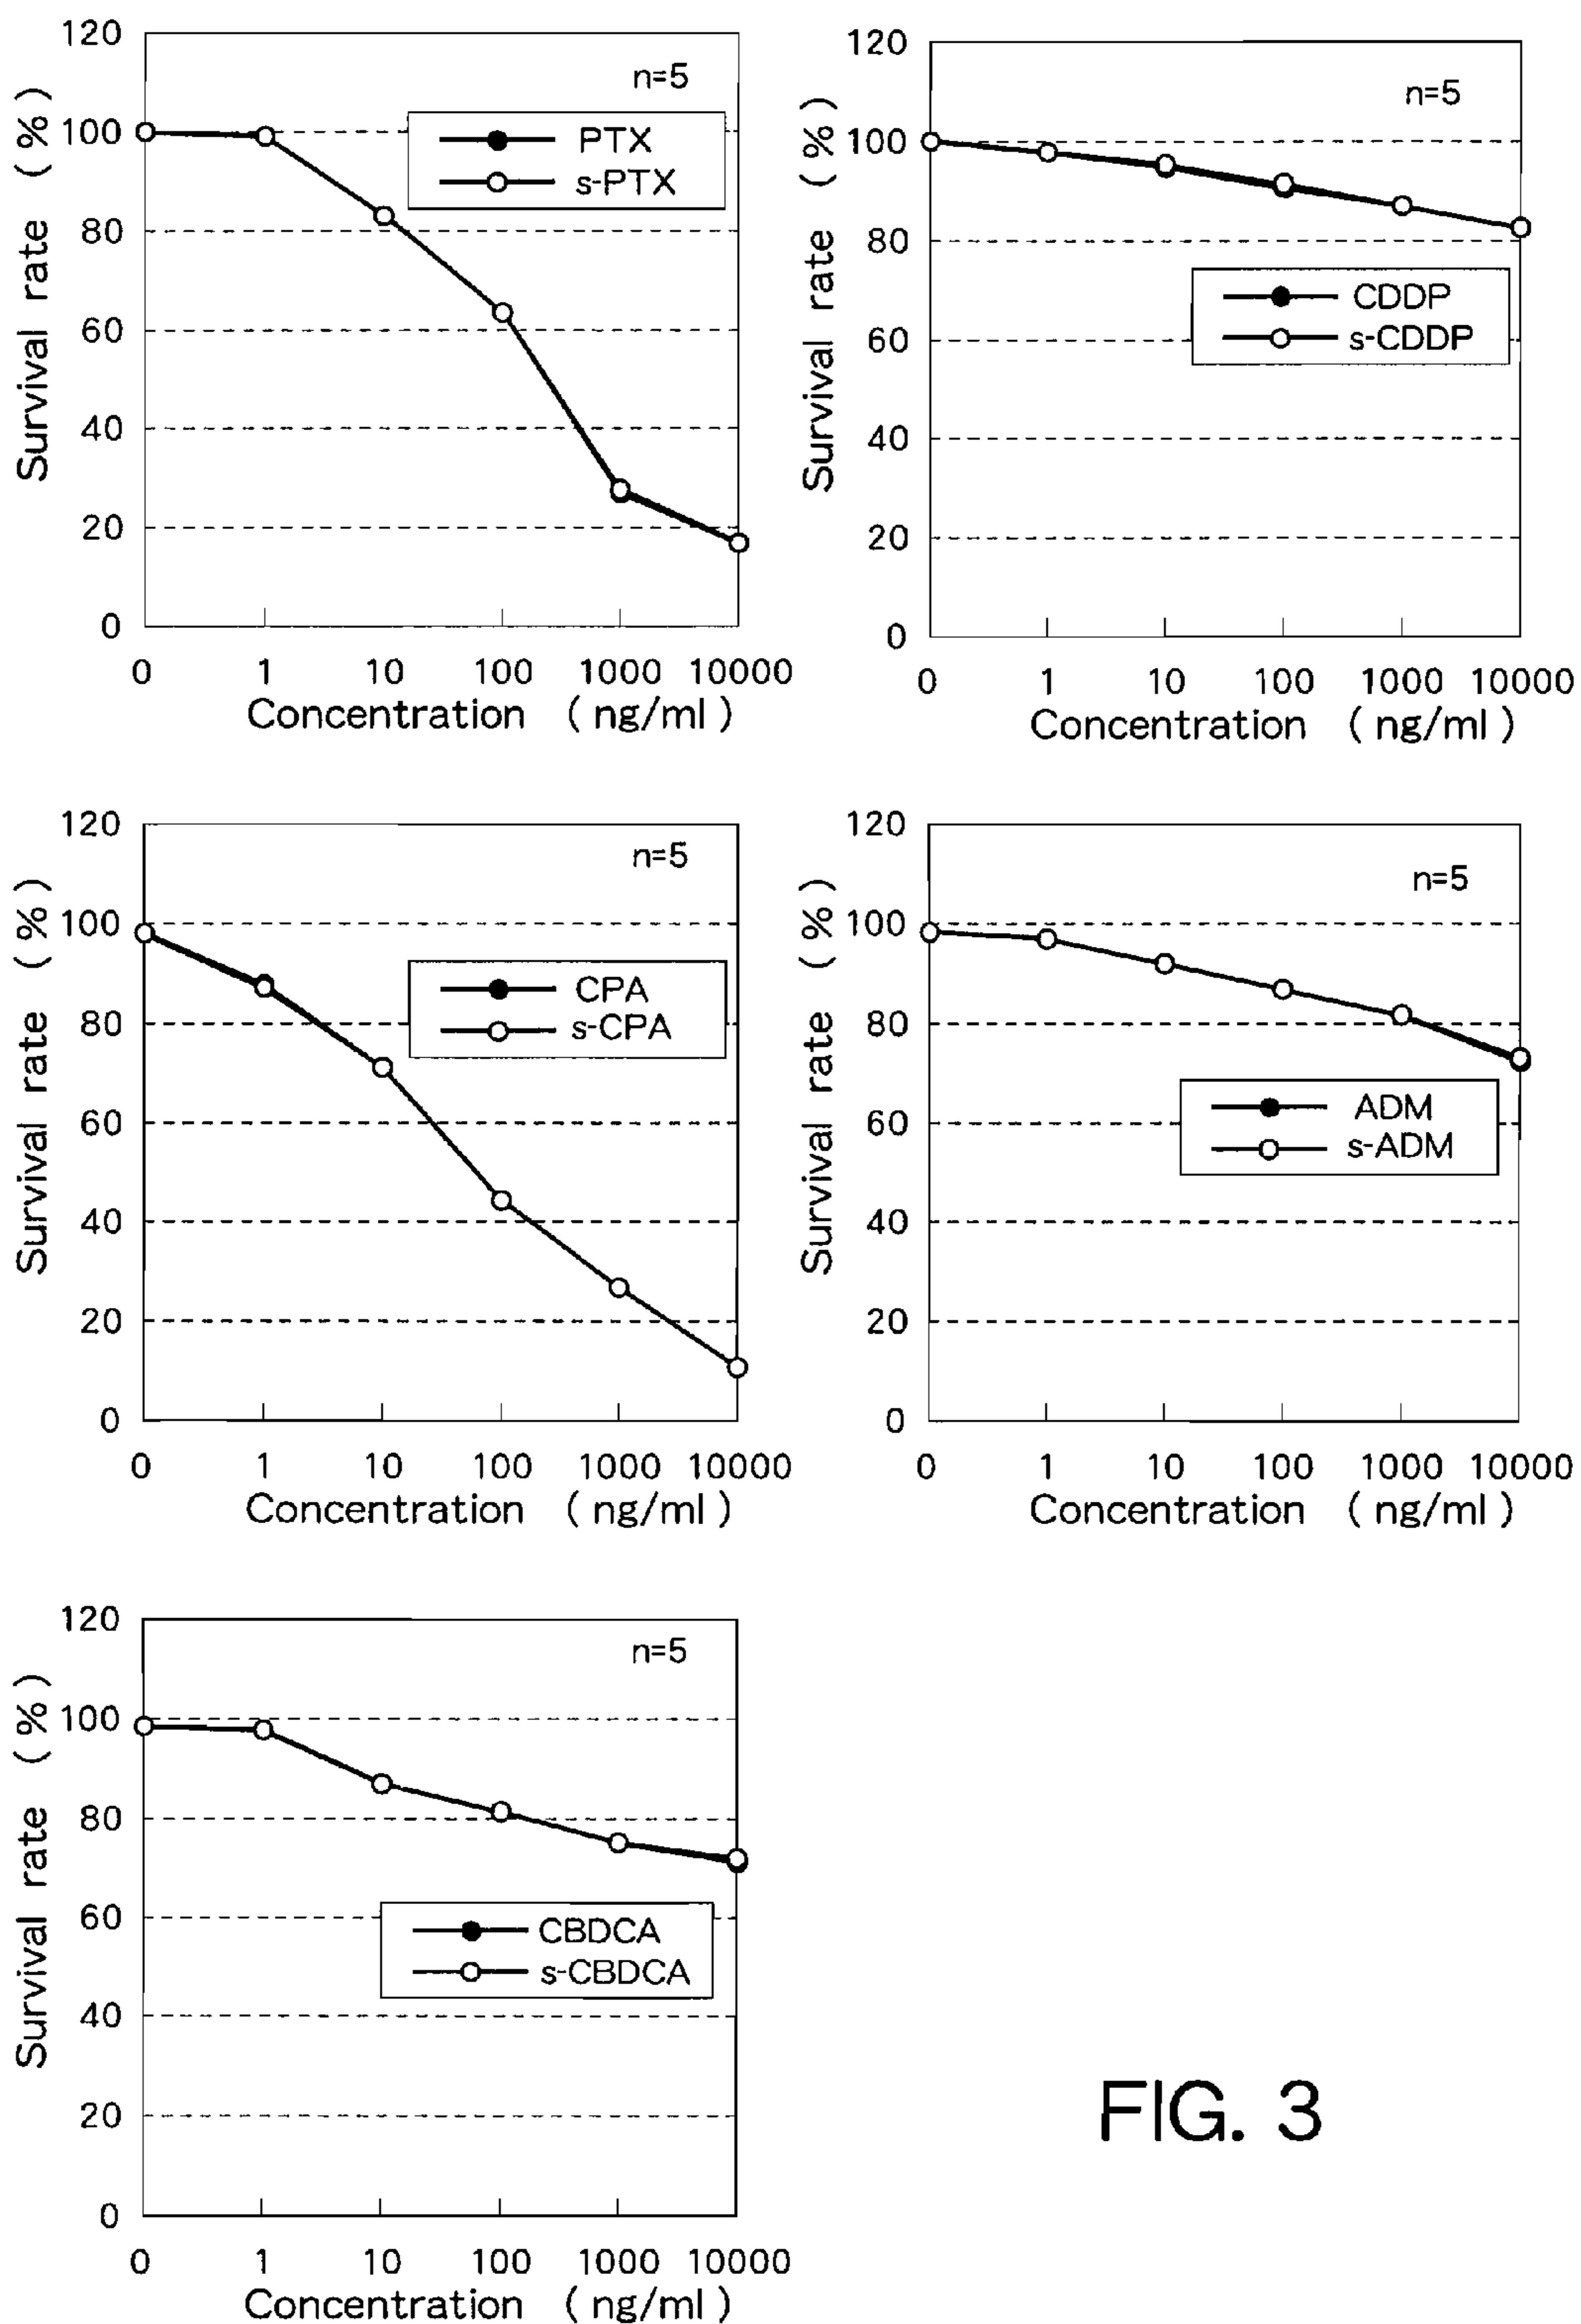 120
100
80
60
40
20
0
Survival rate (%)
n=5
PTX
s-PTX
0 1 10 100 1000 10000
Concentration (ng/ml)
120
100
80
60
40
20
0
Survival rate (%)
n=5
CDDP
s-CDDP
0 1 10 100 1000 10000
Concentration (ng/ml)
120
100
80
60
40
20
0
Survival rate (%)
n=5
CPA
s-CPA
0 1 10 100 1000 10000
Concentration (ng/ml)
120
100
80
60
40
20
0
Survival rate (%)
n=5
ADM
s-ADM
0 1 10 100 1000 10000
Concentration (ng/ml)
120
100
80
60
40
20
0
Survival rate (%)
n=5
CBDCA
s-CBDCA
0 1 10 100 1000 10000
Concentration (ng/ml)
FIG. 3